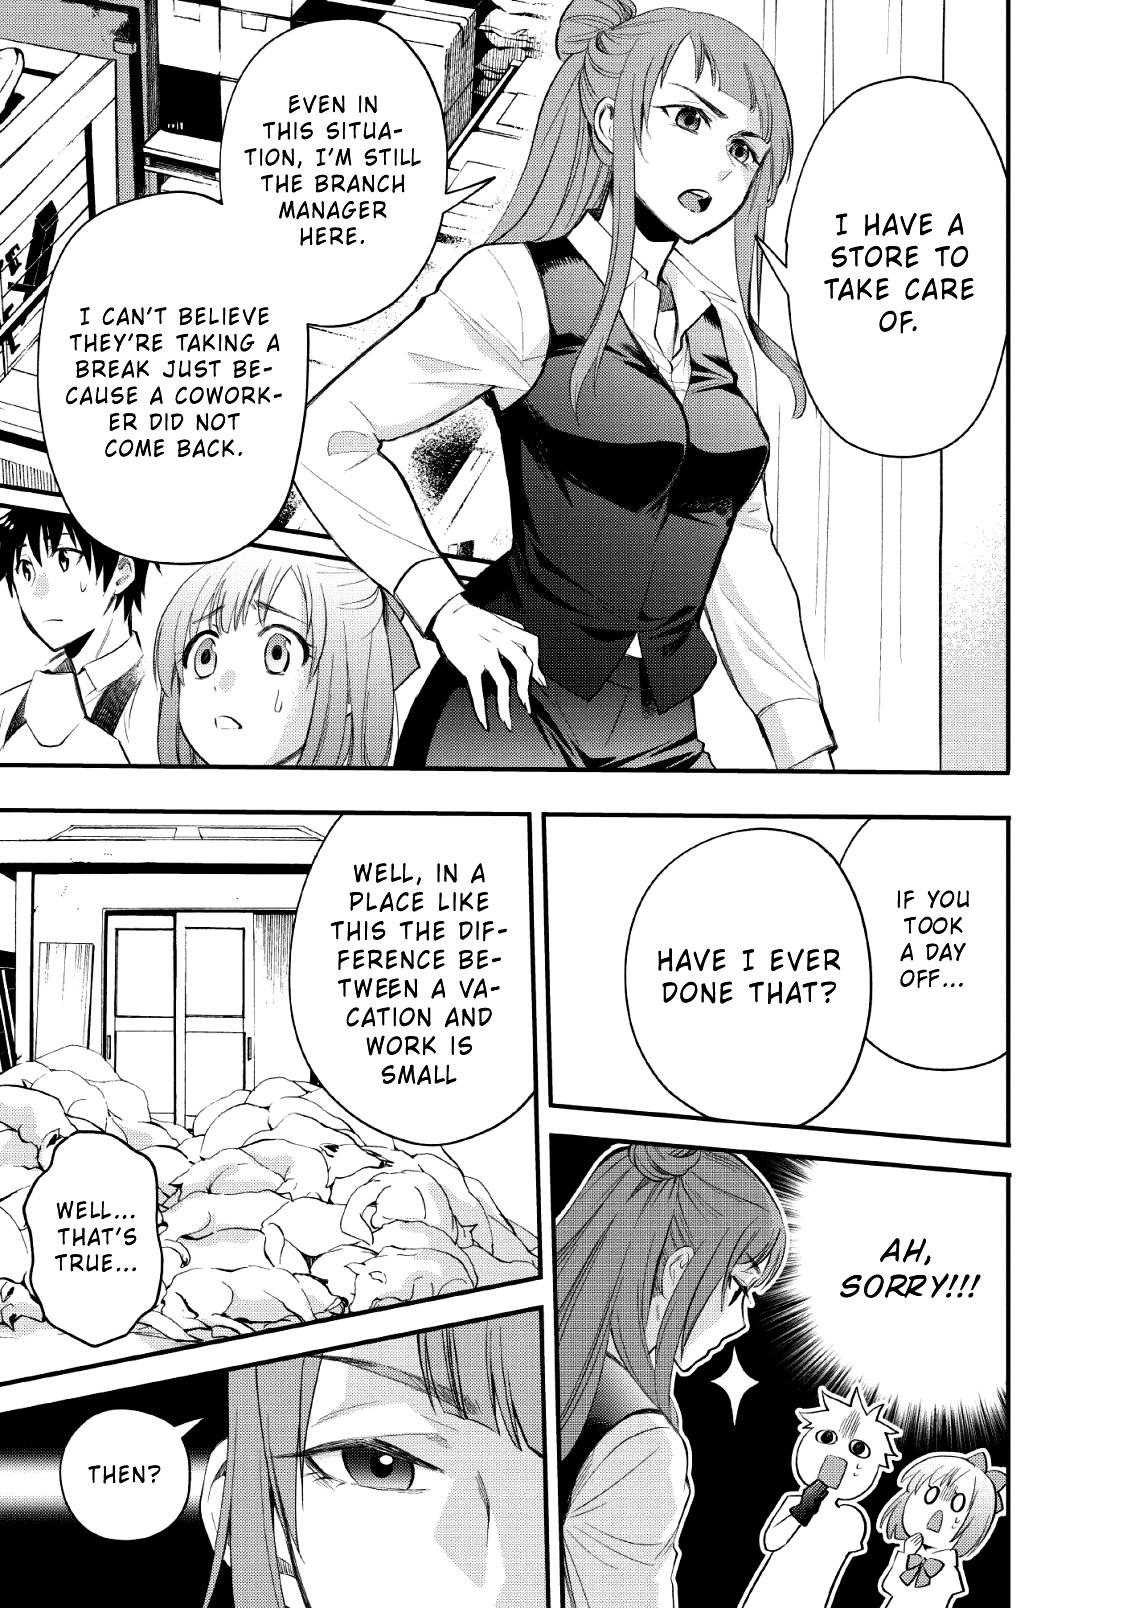 I HAVE A
STORE TO
TAKE CARE
OF.
EVEN IN
THIS SITUA-
TION, I'M STILL
THE BRANCH
MANAGER
HERE.
I CAN'T BELIEVE
THEY'RE TAKING A
BREAK JUST BE-
CAUSE A COWORK-
ER DID NOT
COME BACK.
IF YOU
TOOK
A DAY
OFF...
HAVE I EVER
DONE THAT?
WELL, IN A
PLACE LIKE
THIS THE DIF-
FERENCE BE-
TWEEN A VA-
CATION AND
WORK IS
SMALL
WELL...
THAT'S
TRUE...
AH,
SORRY!!!
THEN?